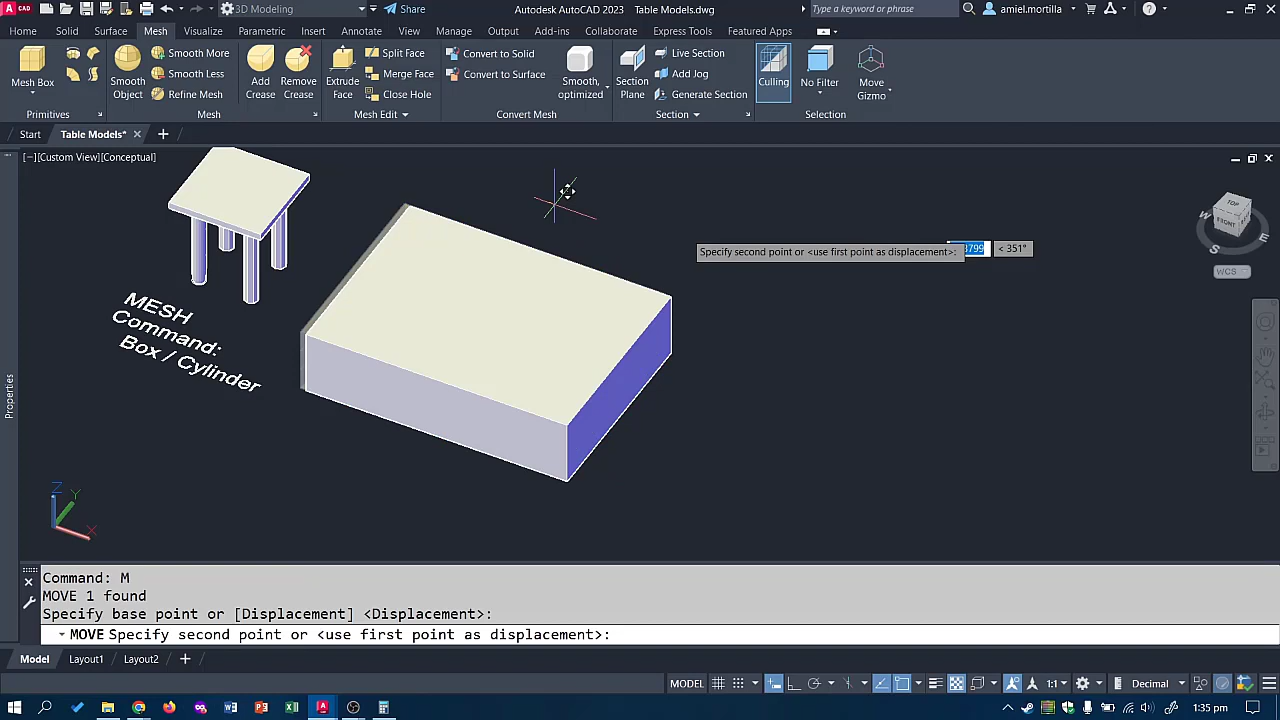 CAD
3D Modeling
Share
Autodesk AutoCAD 2023
Table Models.dwg
Type a keyword or phrase
amiel.mortilla
Home
Solid
Surface
Mesh
Visualize
Parametric
Insert
Annotate
View
Manage
Output
Add-ins
Collaborate
Express Tools
Featured Apps
Mesh Box
Smooth Object
Smooth More
Smooth Less
Refine Mesh
Add Crease
Remove Crease
Extrude Face
Split Face
Merge Face
Close Hole
Convert to Solid
Convert to Surface
Smooth, optimized
Section Plane
Live Section
Add Jog
Generate Section
Culling
No Filter
Move Gizmo
Primitives
Mesh
Mesh Edit
Convert Mesh
Section
Selection
Start
Table Models*
[−][Custom View][Conceptual]
TOP
FRONT
W
S
E
WCS
Specify second point or <use first point as displacement>:
3799
< 351°
MESH
Command:
Box / Cylinder
Properties
Z
Y
X
Command: M
MOVE 1 found
Specify base point or [Displacement] <Displacement>:
MOVE Specify second point or <use first point as displacement>:
Model
Layout1
Layout2
MODEL
1:1
Decimal
1:35 pm